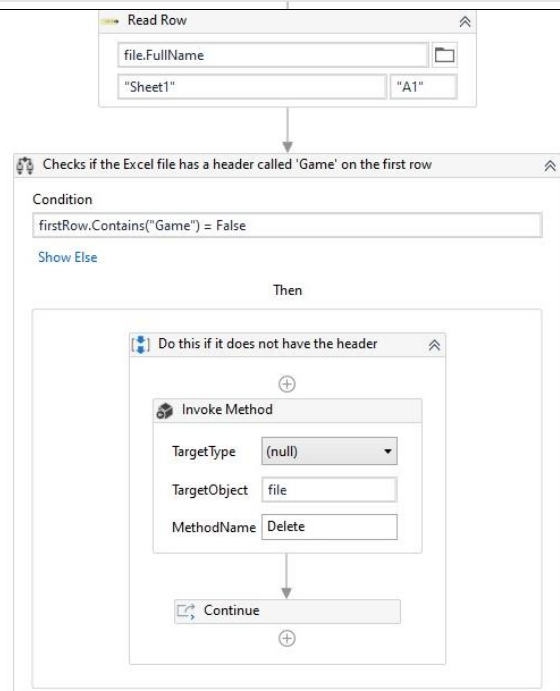 Read Row
file.FullName
"Sheet1" "A1"
Checks if the Excel file has a header called 'Game' on the first row
Condition
firstRow.Contains("Game") = False
Show Else
Then
Do this if it does not have the header
Invoke Method
TargetType (null)
TargetObject file
MethodName Delete
Continue